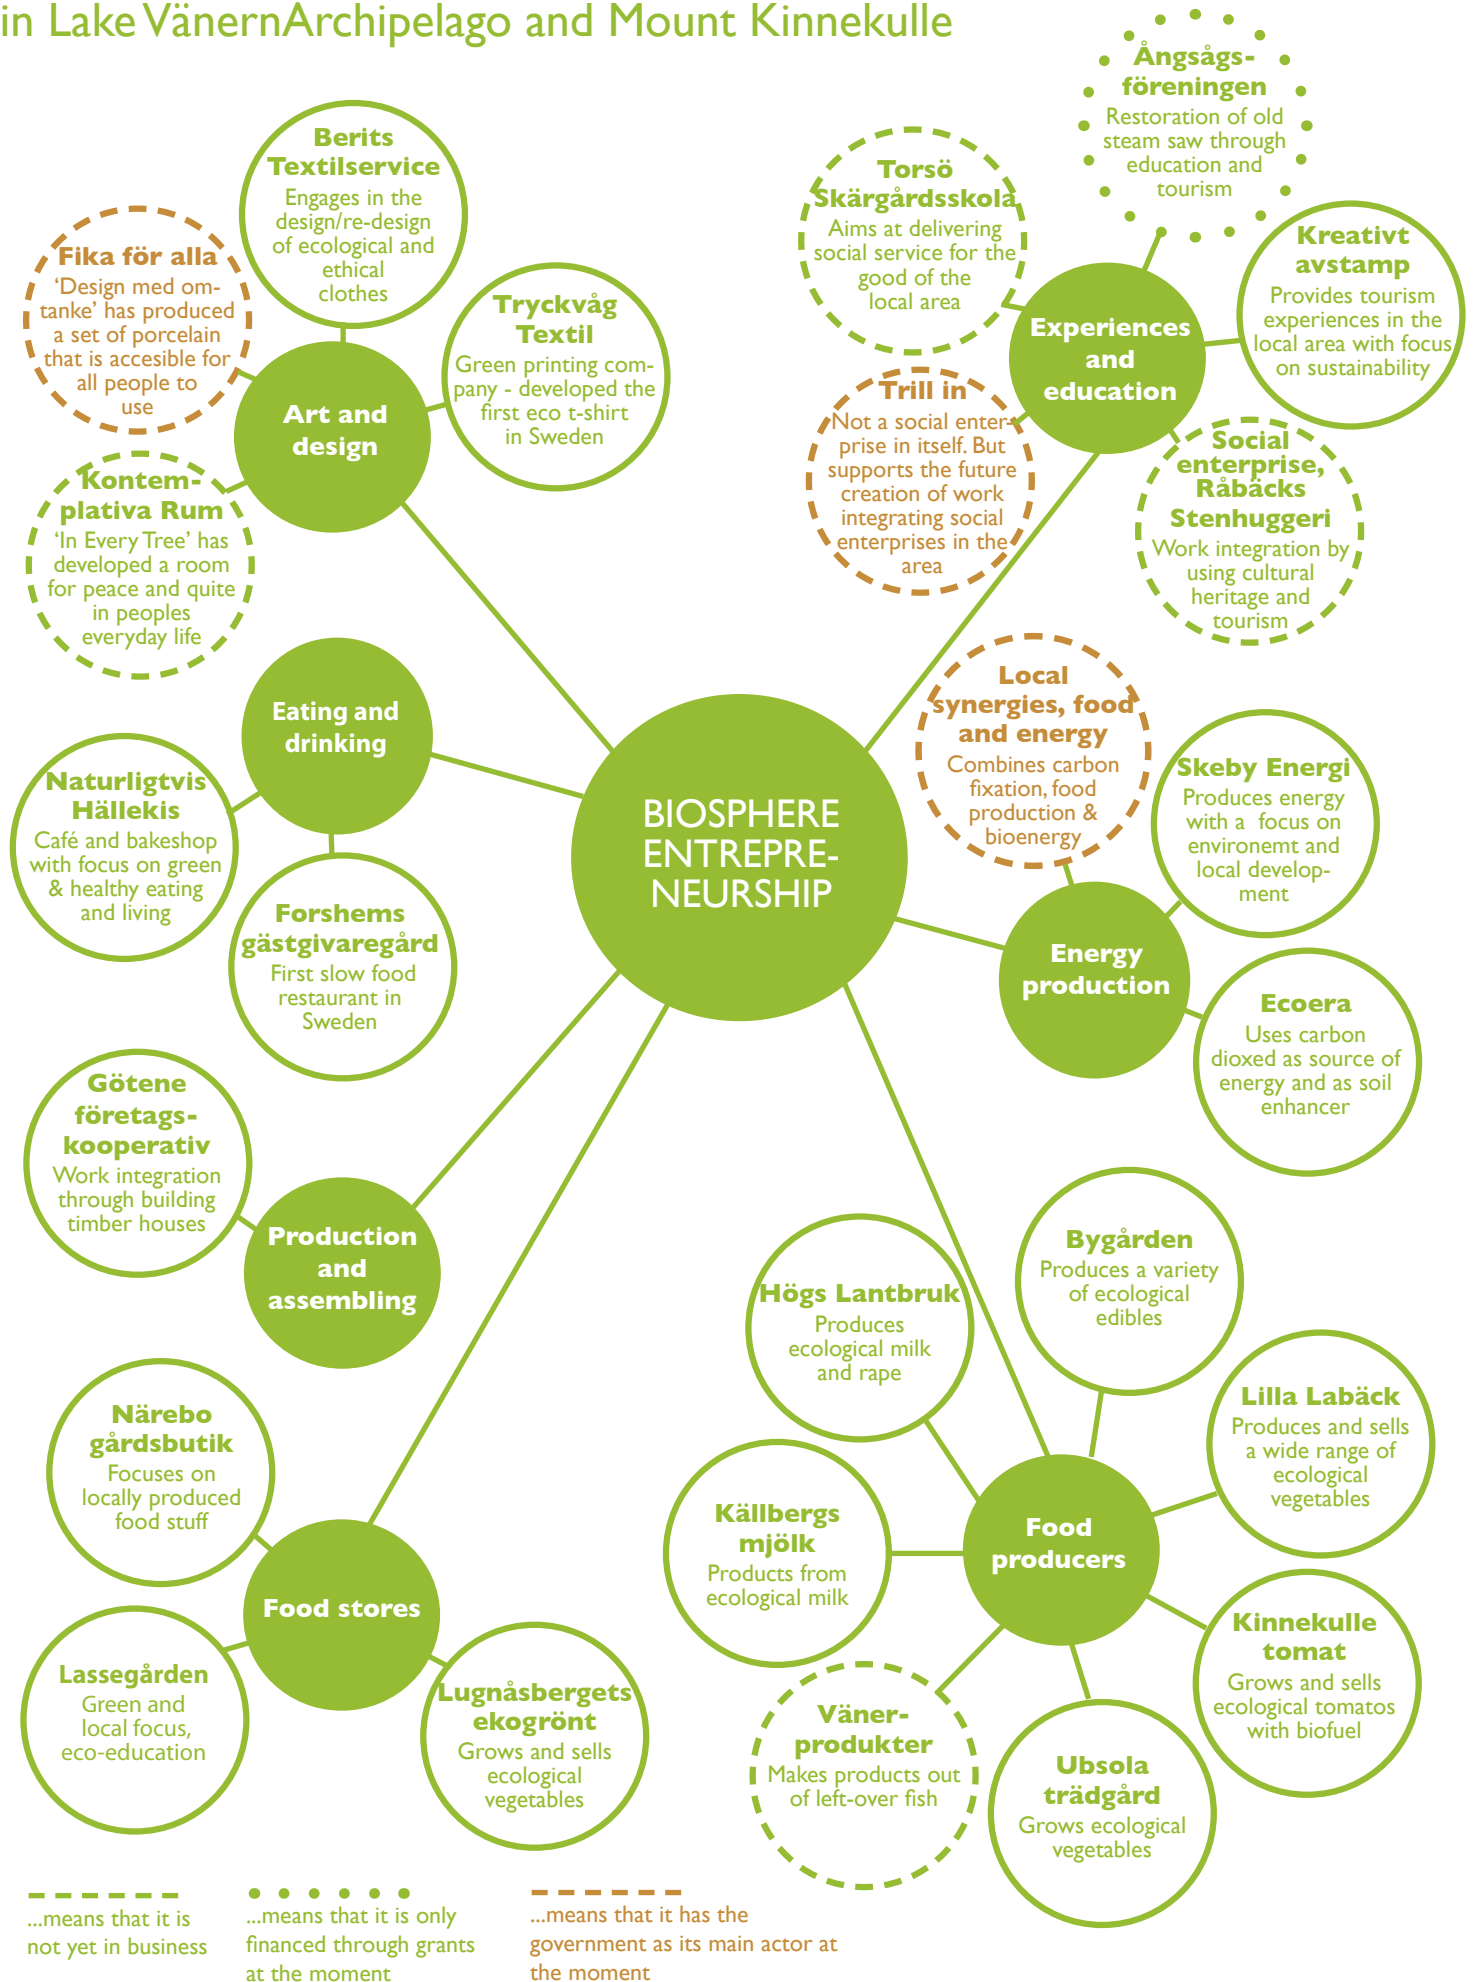 in Lake VänernArchipelago and Mount Kinnekulle
Ångsågs-
föreningen
Restoration of old
steam saw through
education and
tourism
Berits
Textilservice
Engages in the
design/re-design
of ecological and
ethical
clothes
Torsö
Skärgårdsskola
Aims at delivering
social service for the
good of the
local area
Kreativt
avstamp
Provides tourism
experiences in the
local area with focus
on sustainability
Fika för alla
‘Design med om-
tanke’ has produced
a set of porcelain
that is accesible for
all people to
use
Tryckvåg
Textil
Green printing com-
pany - developed the
first eco t-shirt
in Sweden
Experiences
and
education
Art and
design
Trill in
Not a social enter-
prise in itself. But
supports the future
creation of work
integrating social
enterprises in the
area
Social
enterprise,
Råbäcks
Stenhuggeri
Work integration by
using cultural
heritage and
tourism
Kontem-
plativa Rum
‘In Every Tree’ has
developed a room
for peace and quite
in peoples
everyday life
Eating and
drinking
Local
synergies, food
and energy
Combines carbon
fixation, food
production &
bioenergy
Skeby Energi
Produces energy
with a focus on
environemt and
local develop-
ment
Naturligtvis
Hällekis
Café and bakeshop
with focus on green
& healthy eating
and living
BIOSPHERE
ENTREPRE-
NEURSHIP
Forshems
gästgivaregård
First slow food
restaurant in
Sweden
Energy
production
Ecoera
Uses carbon
dioxed as source of
energy and as soil
enhancer
Götene
företags-
kooperativ
Work integration
through building
timber houses
Production
and
assembling
Bygården
Produces a variety
of ecological
edibles
Högs Lantbruk
Produces
ecological milk
and rape
Lilla Labäck
Produces and sells
a wide range of
ecological
vegetables
Närebo
gårdsbutik
Focuses on
locally produced
food stuff
Källbergs
mjölk
Products from
ecological milk
Food
producers
Food stores
Kinnekulle
tomat
Grows and sells
ecological tomatos
with biofuel
Lassegården
Green and
local focus,
eco-education
Lugnåsbergets
ekogrönt
Grows and sells
ecological
vegetables
Väner-
produkter
Makes products out
of left-over fish
Ubsola
trädgård
Grows ecological
vegetables
...means that it is
not yet in business
...means that it is only
financed through grants
at the moment
...means that it has the
government as its main actor at
the moment